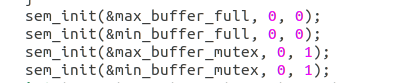 }
sem_init(&max_buffer_full, 0, 0);
sem_init(&min_buffer_full, 0, 0);
sem_init(&max_buffer_mutex, 0, 1);
sem_init(&min_buffer_mutex, 0, 1);